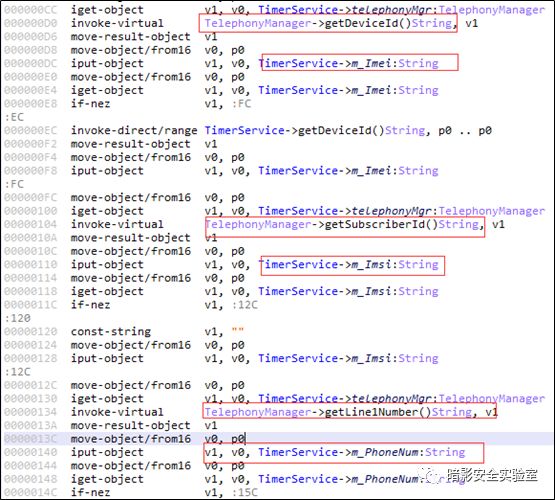 000000CC iget-object v1, v0, TimerService->telephonyMgr:TelephonyManager
000000D0 invoke-virtual TelephonyManager->getDeviceId()String, v1
000000D6 move-result-object v1
000000D8 move-object/from16 v0, p0
000000DC iput-object v1, v0, TimerService->m_Imei:String
000000E0 move-object/from16 v0, p0
000000E4 iget-object v1, v0, TimerService->m_Imei:String
000000E8 if-nez v1, :FC
:EC
000000EC invoke-direct/range TimerService->getDeviceId()String, p0 .. p0
000000F2 move-result-object v1
000000F4 move-object/from16 v0, p0
000000F8 iput-object v1, v0, TimerService->m_Imei:String
:FC
000000FC move-object/from16 v0, p0
00000100 iget-object v1, v0, TimerService->telephonyMgr:TelephonyManager
00000104 invoke-virtual TelephonyManager->getSubscriberId()String, v1
0000010A move-result-object v1
0000010C move-object/from16 v0, p0
00000110 iput-object v1, v0, TimerService->m_Imsi:String
00000114 move-object/from16 v0, p0
00000118 iget-object v1, v0, TimerService->m_Imsi:String
0000011C if-nez v1, :12C
:120
00000120 const-string v1, ""
00000124 move-object/from16 v0, p0
00000128 iput-object v1, v0, TimerService->m_Imsi:String
:12C
0000012C move-object/from16 v0, p0
00000130 iget-object v1, v0, TimerService->telephonyMgr:TelephonyManager
00000134 invoke-virtual TelephonyManager->getLine1Number()String, v1
0000013A move-result-object v1
0000013C move-object/from16 v0, p0
00000140 iput-object v1, v0, TimerService->m_PhoneNum:String
00000144 move-object/from16 v0, p0
00000148 iget-object v1, v0, TimerService->m_PhoneNum:String
0000014C if-nez v1, :15C
暗影安全实验室